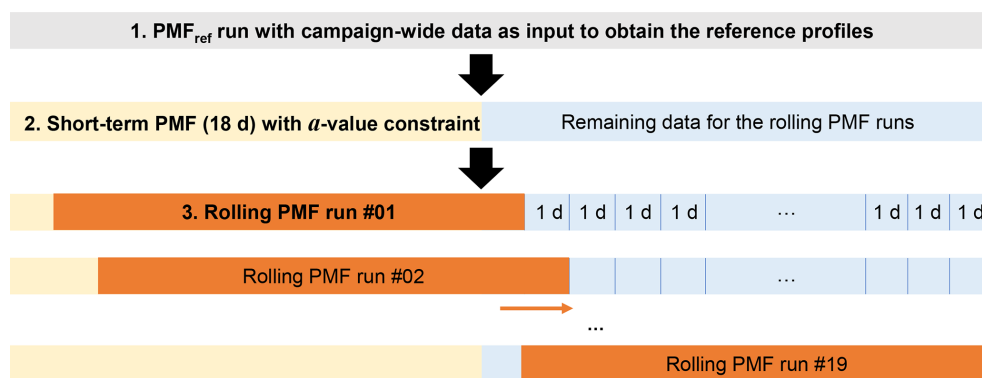 1. PMFref run with campaign-wide data as input to obtain the reference profiles
2. Short-term PMF (18 d) with a-value constraint Remaining data for the rolling PMF runs
3. Rolling PMF run #01 1 d 1 d 1 d 1 d ... 1 d 1 d 1 d
Rolling PMF run #02 ...
...
Rolling PMF run #19